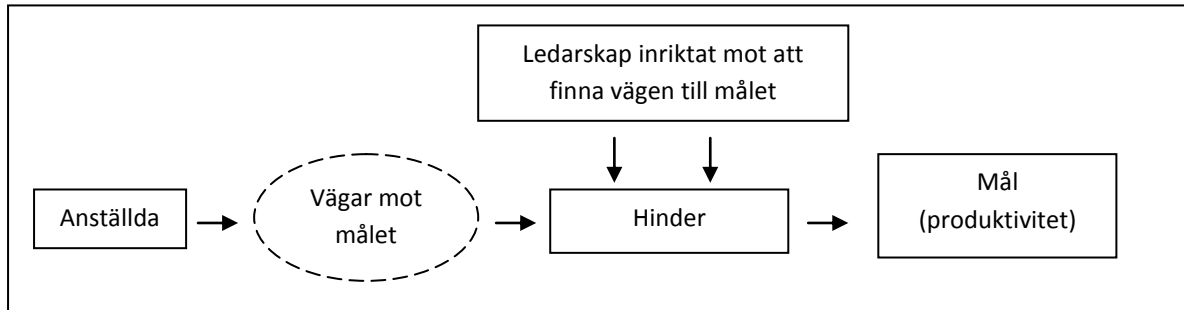 Ledarskap inriktat mot att
finna vägen till målet
Anställda
Vägar mot
målet
Hinder
Mål
(produktivitet)